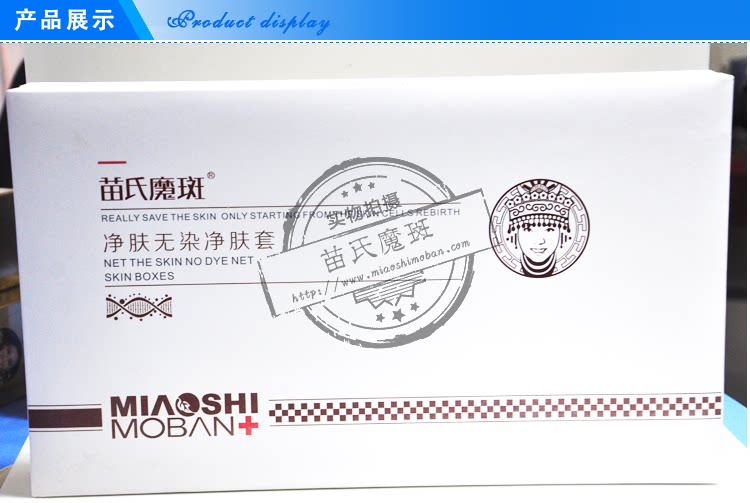 产品展示
Product display
苗氏魔斑®
REALLY SAVE THE SKIN ONLY STARTING FROM THE SKIN CELLS REBIRTH
净肤无染净肤套
NET THE SKIN NO DYE NET
SKIN BOXES
实物拍摄
苗氏魔斑
http://www.miaoshimoban.com
MIAOSHI
MOBAN+